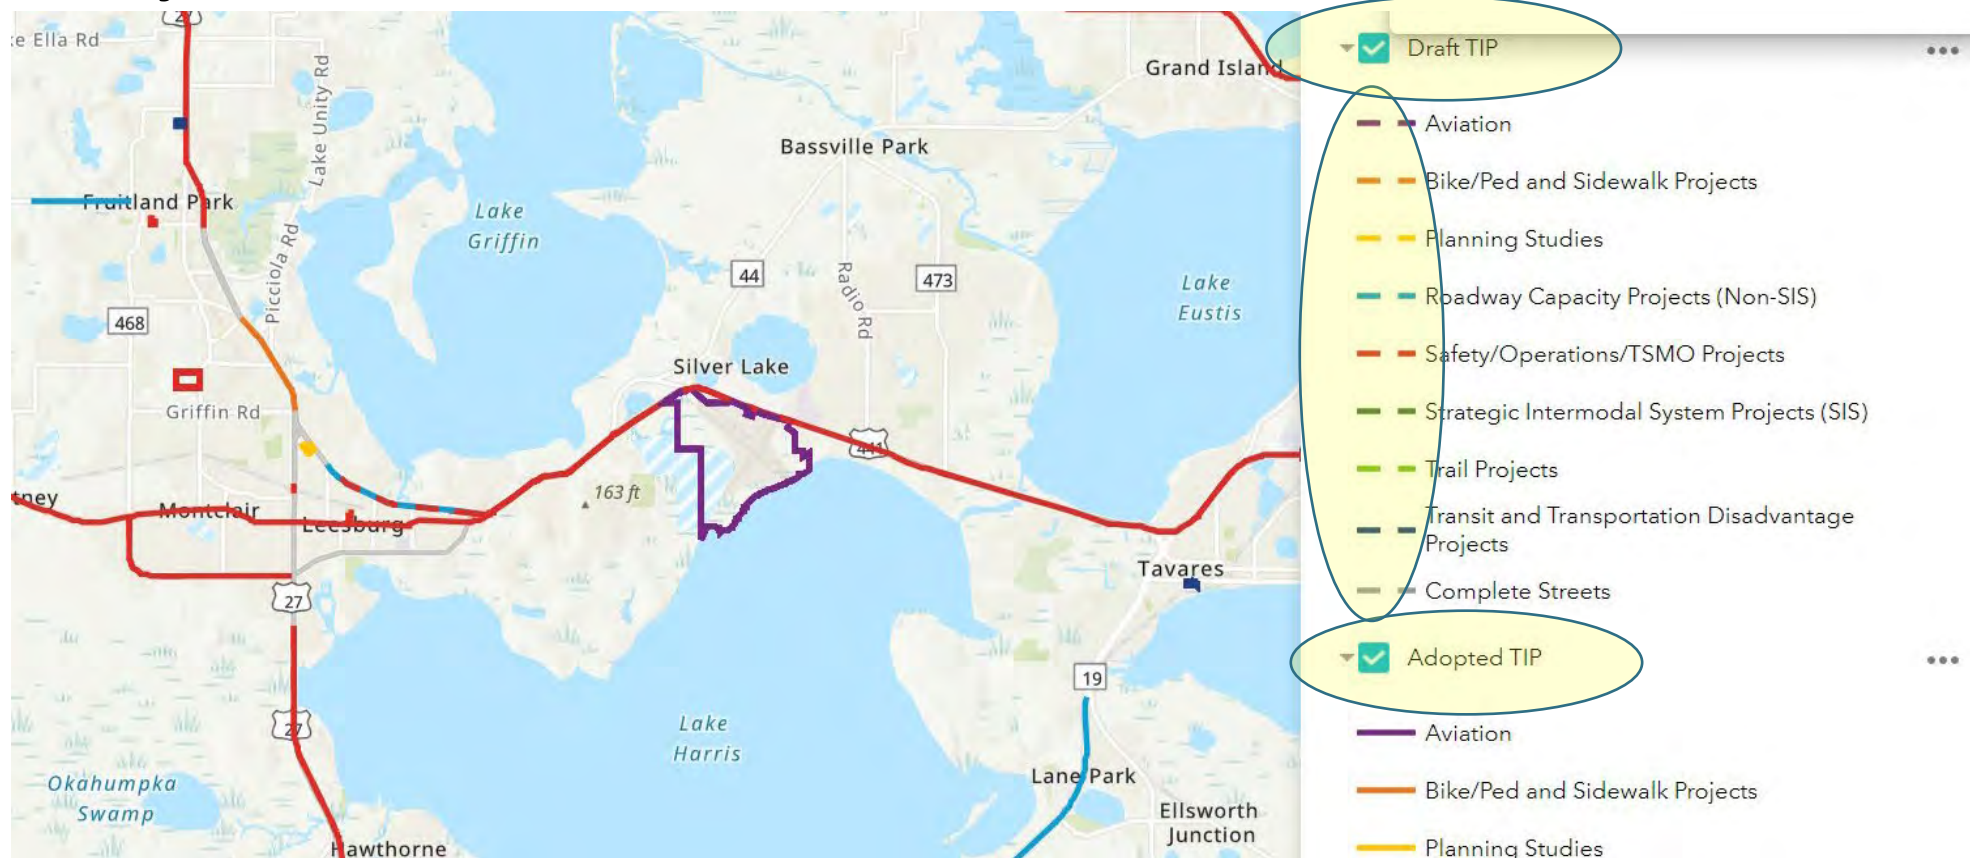 27
ke Ella Rd
Lake Unity Rd
Grand Island
Bassville Park
Fruitland Park
Lake
Griffin
Picciola Rd
44
Radio Rd
473
Lake
Eustis
468
Silver Lake
Griffin Rd
441
163 ft
tney
Montclair
Leesburg
Tavares
27
19
27
Lake
Harris
Okahumpka
Swamp
Lane Park
Ellsworth
Junction
Hawthorne
Draft TIP
Aviation
Bike/Ped and Sidewalk Projects
Planning Studies
Roadway Capacity Projects (Non-SIS)
Safety/Operations/TSMO Projects
Strategic Intermodal System Projects (SIS)
Trail Projects
Transit and Transportation Disadvantage
Projects
Complete Streets
Adopted TIP
Aviation
Bike/Ped and Sidewalk Projects
Planning Studies